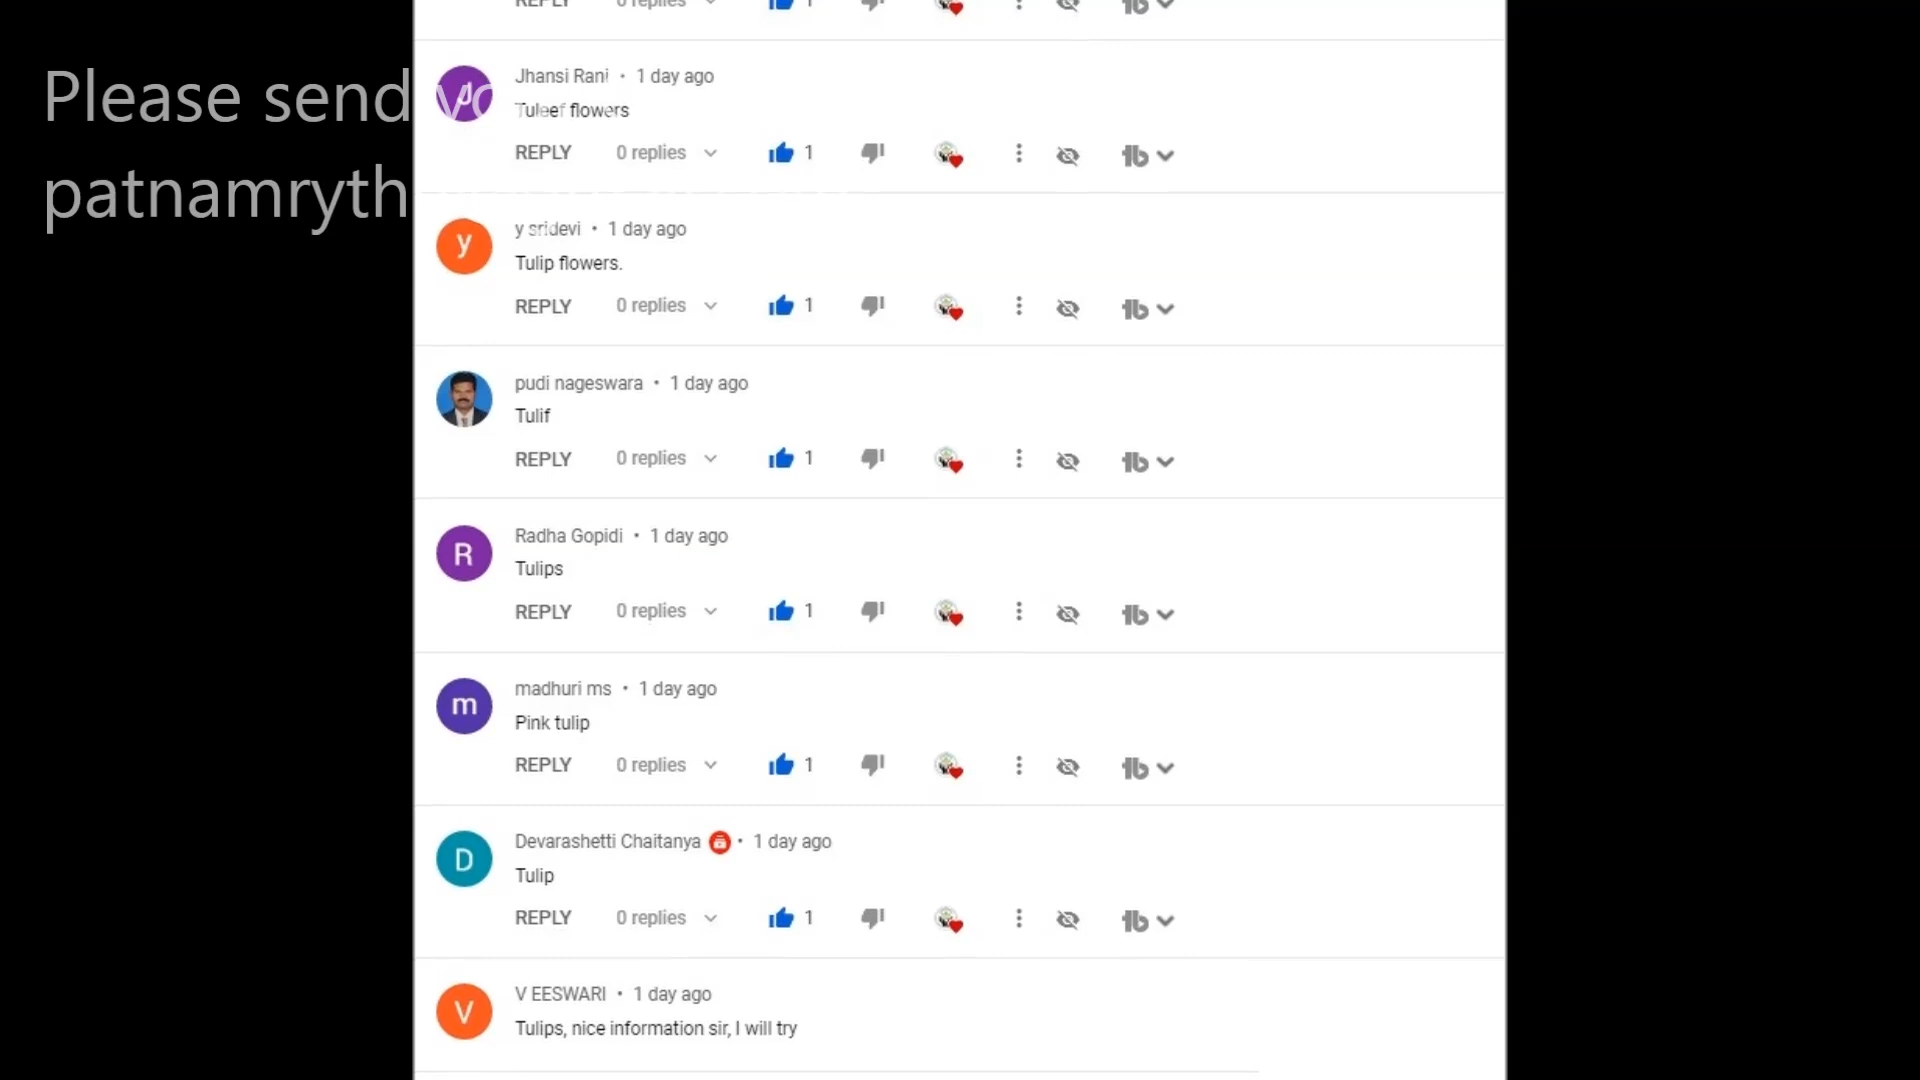 REPLY 0 replies 1
Please send
patnamryth
J
Jhansi Rani • 1 day ago
Tuleef flowers
REPLY 0 replies 1
y
y sridevi • 1 day ago
Tulip flowers.
REPLY 0 replies 1
pudi nageswara • 1 day ago
Tulif
REPLY 0 replies 1
R
Radha Gopidi • 1 day ago
Tulips
REPLY 0 replies 1
m
madhuri ms • 1 day ago
Pink tulip
REPLY 0 replies 1
D
Devarashetti Chaitanya • 1 day ago
Tulip
REPLY 0 replies 1
V
V EESWARI • 1 day ago
Tulips, nice information sir, I will try